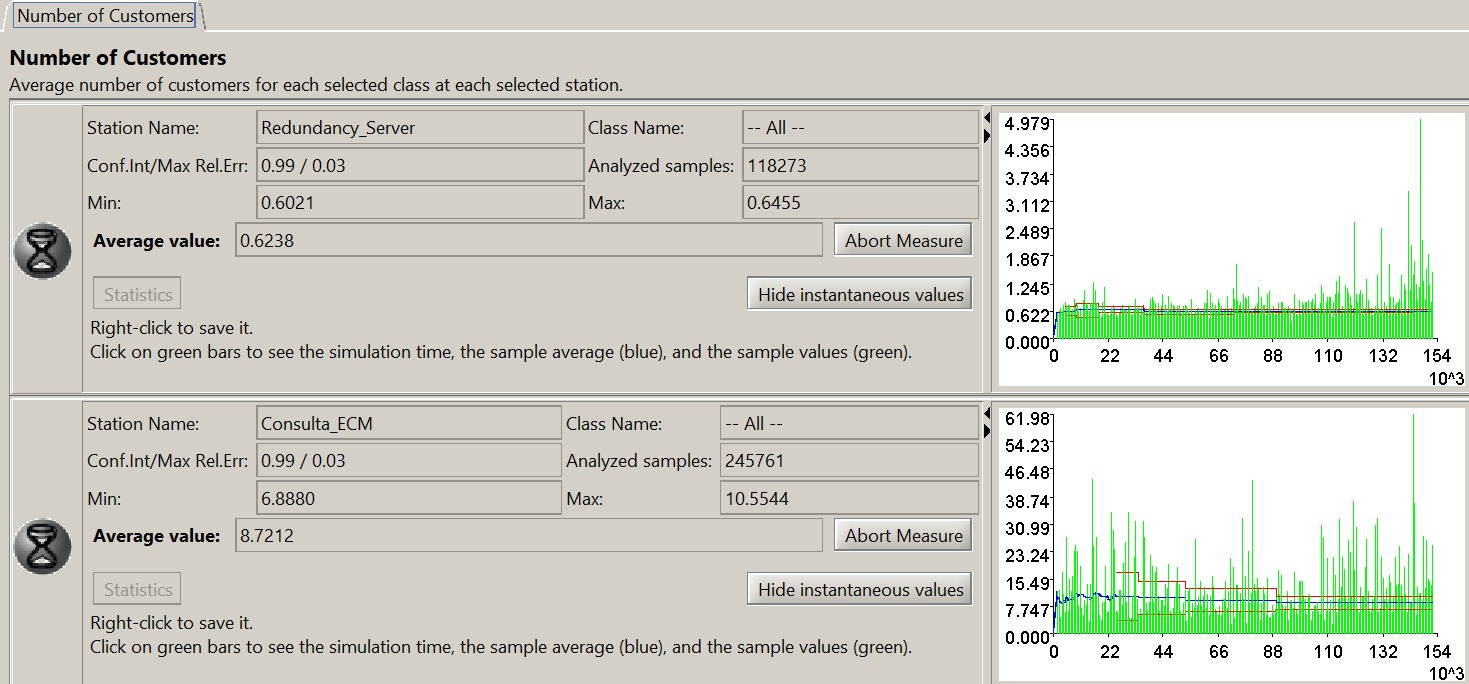 Number of Customers
Number of Customers
Average number of customers for each selected class at each selected station.
Station Name: Redundancy_Server Class Name: -- All --
Conf.Int/Max Rel.Err: 0.99 / 0.03 Analyzed samples: 118273
Min: 0.6021 Max: 0.6455
Average value: 0.6238 Abort Measure
Statistics Hide instantaneous values
Right-click to save it.
Click on green bars to see the simulation time, the sample average (blue), and the sample values (green).
4.979
4.356
3.734
3.112
2.489
1.867
1.245
0.622
0.000
0 22 44 66 88 110 132 154
10^3
Station Name: Consulta_ECM Class Name: -- All --
Conf.Int/Max Rel.Err: 0.99 / 0.03 Analyzed samples: 245761
Min: 6.8880 Max: 10.5544
Average value: 8.7212 Abort Measure
Statistics Hide instantaneous values
Right-click to save it.
Click on green bars to see the simulation time, the sample average (blue), and the sample values (green).
61.98
54.23
46.48
38.74
30.99
23.24
15.49
7.747
0.000
0 22 44 66 88 110 132 154
10^3